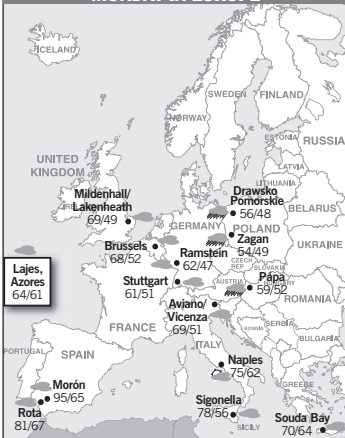 ICELAND
SWEDEN
FINLAND
NORWAY
ESTONIA
RUSSIA
LATVIA
UNITED
KINGDOM
LITHUANIA
Mildenhall/
Lakenheath
69/49
Drawsko
Pomorskie
56/48
BELARUS
GERMANY
POLAND
Zagan
54/49
Brussels
68/52
Ramstein
62/47
UKRAINE
CZECH
REP.
SLOVAKIA
Lajes,
Azores
64/61
Stuttgart
61/51
AUSTRIA
Pápa
59/52
Aviano/
Vicenza
69/51
ROMANIA
FRANCE
BOSNIA
SERBIA
BULGARIA
ITALY
PORTUGAL
SPAIN
Naples
75/62
Morón
95/65
GREECE
Rota
81/67
Sigonella
78/56
SICILY
Souda Bay
70/64